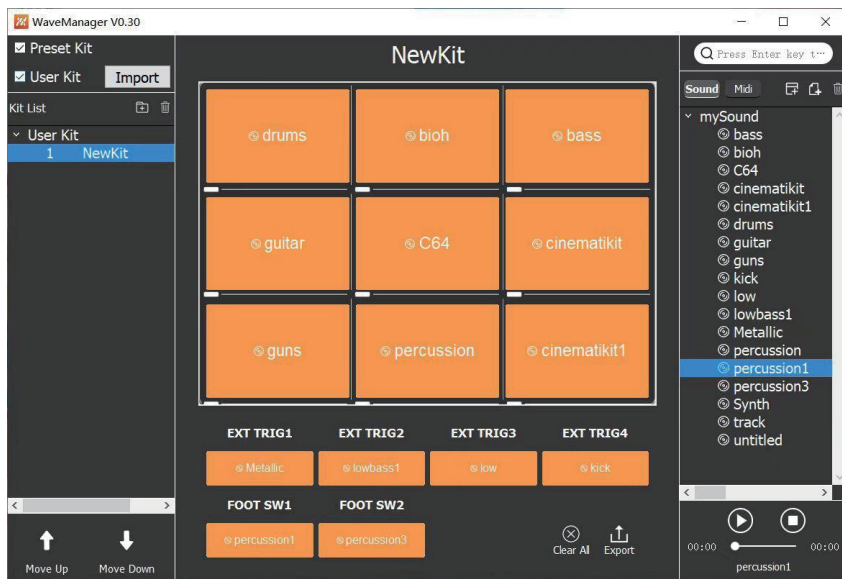 WaveManager V0.30
Preset Kit
User Kit
Import
Kit List
User Kit
1 NewKit
Move Up
Move Down
NewKit
drums
bioh
bass
guitar
C64
cinematikit
guns
percussion
cinematikit1
EXT TRIG1
EXT TRIG2
EXT TRIG3
EXT TRIG4
Metallic
lowbass1
low
kick
FOOT SW1
FOOT SW2
percussion1
percussion3
Clear All
Export
Press Enter key t…
Sound
Midi
mySound
bass
bioh
C64
cinematikit
cinematikit1
drums
guitar
guns
kick
low
lowbass1
Metallic
percussion
percussion1
percussion3
Synth
track
untitled
00:00
00:00
percussion1